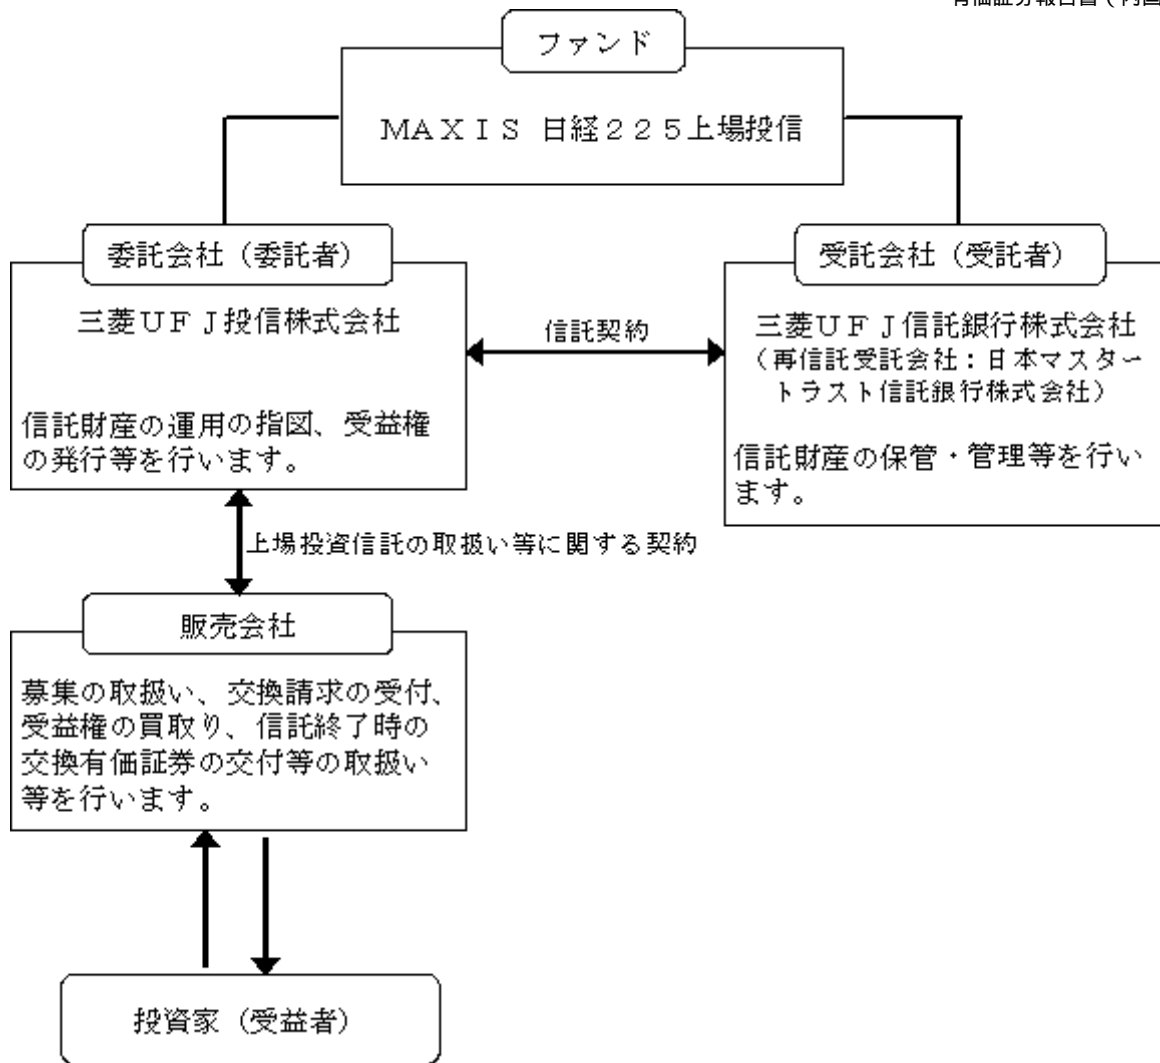 ファンド
ＭＡＸＩＳ 日経２２５上場投信
委託会社（委託者）
三菱ＵＦＪ投信株式会社
信託財産の運用の指図、受益権
の発行等を行います。
信託契約
受託会社（受託者）
三菱ＵＦＪ信託銀行株式会社
（再信託受託会社：日本マスター
トラスト信託銀行株式会社）
信託財産の保管・管理等を行い
ます。
上場投資信託の取扱い等に関する契約
販売会社
募集の取扱い、交換請求の受付、
受益権の買取り、信託終了時の
交換有価証券の交付等の取扱い
等を行います。
投資家（受益者）